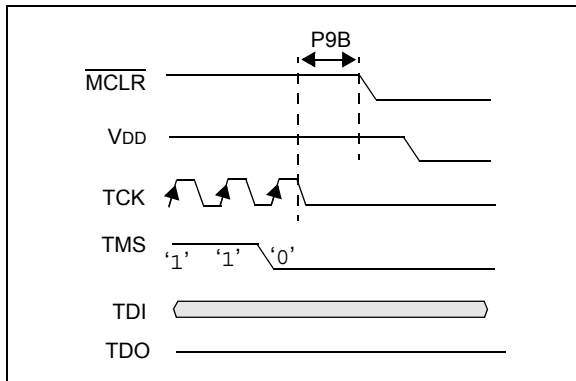 P9B
MCLR
VDD
TCK
TMS
‘1’ ‘1’ ‘0’
TDI
TDO